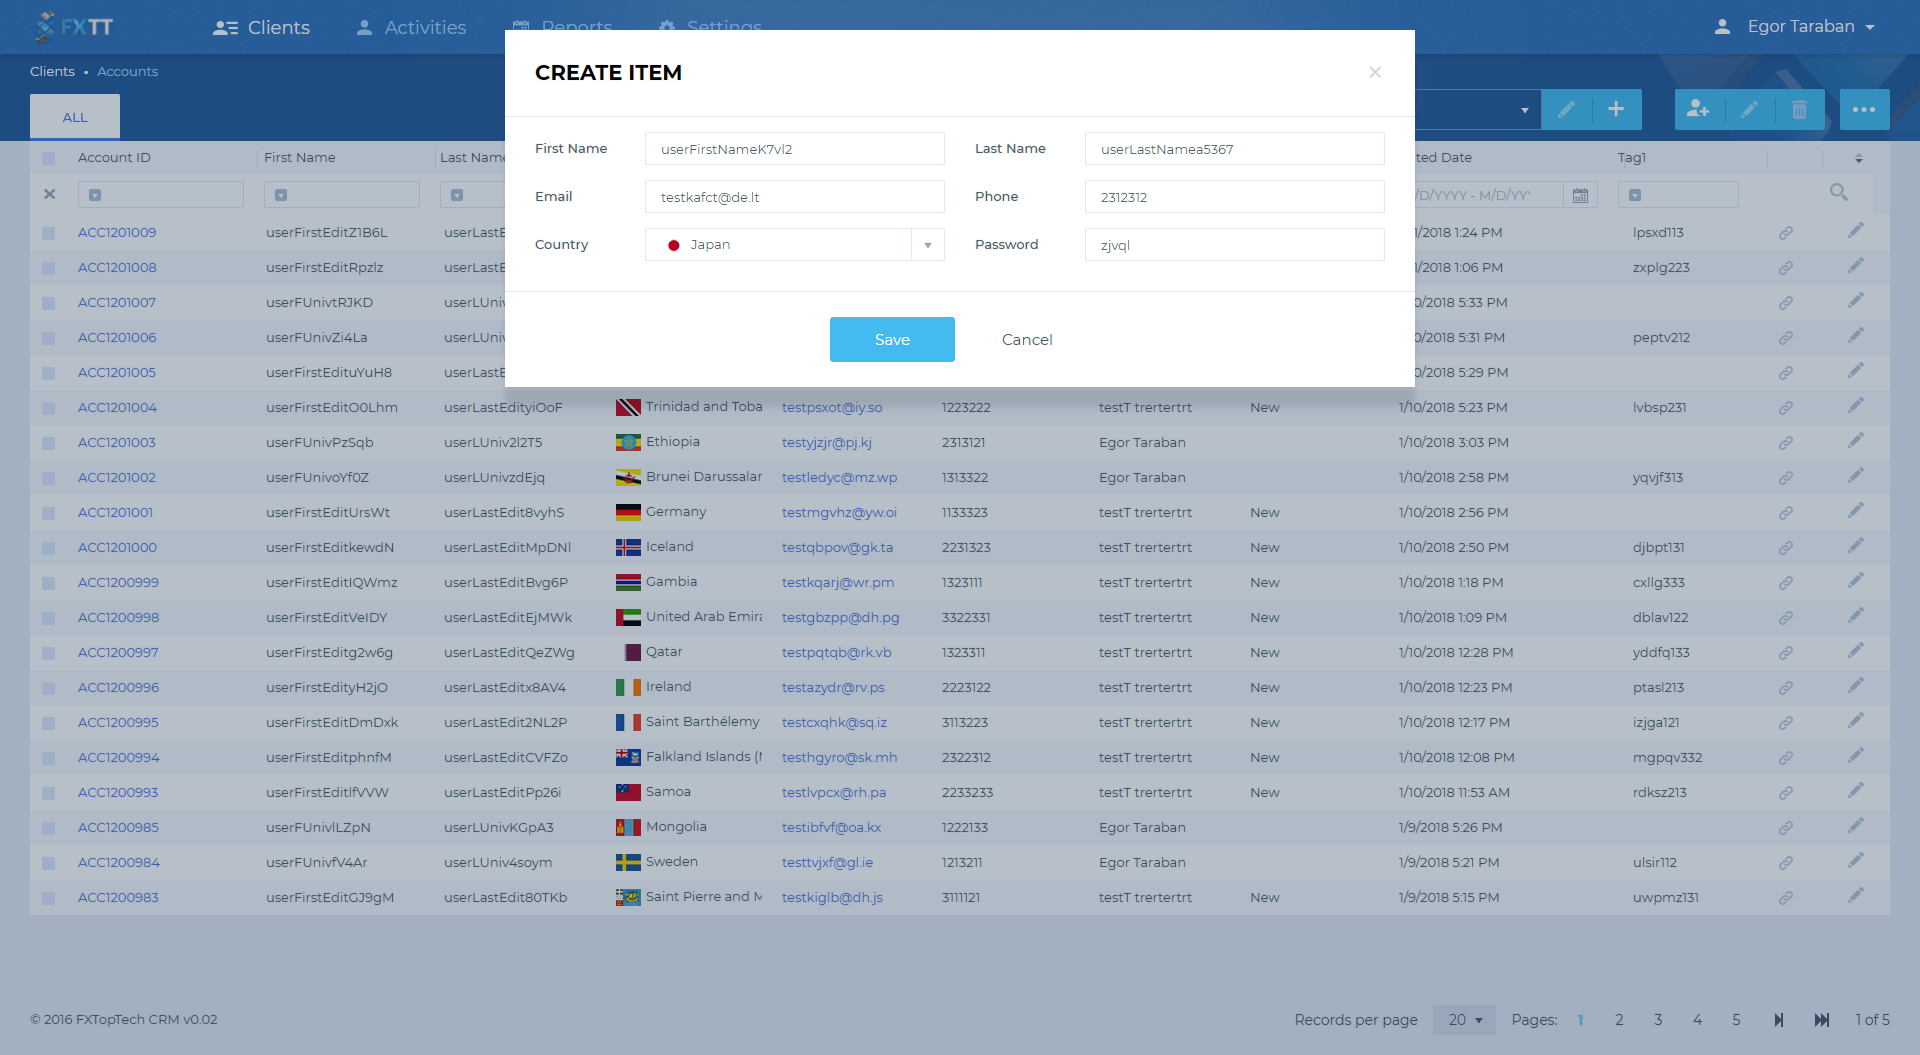 FXTT
Clients
Activities
Reports
Settings
Egor Taraban
Clients • Accounts
ALL
CREATE ITEM
First Name userFirstNameK7vl2 Last Name userLastNamea5367
Email testkafct@de.lt Phone 2312312
Country Japan Password zjvql
Save Cancel
Account ID First Name Last Name ted Date Tag1
/D/YYYY - M/D/YY
ACC1201009 userFirstEditZ1B6L userLastE 1/2018 1:24 PM lpsxd113
ACC1201008 userFirstEditRpzlz userLastE 1/2018 1:06 PM zxplg223
ACC1201007 userFUnivtRJKD userLUniv 0/2018 5:33 PM
ACC1201006 userFUnivZi4La userLUniv 0/2018 5:31 PM peptv212
ACC1201005 userFirstEdituYuH8 userLastE 0/2018 5:29 PM
ACC1201004 userFirstEditO0Lhm userLastEdityiOoF Trinidad and Toba testpsxot@iy.so 1223222 testT trertertrt New 1/10/2018 5:23 PM lvbsp231
ACC1201003 userFUnivPzSqb userLUniv2l2T5 Ethiopia testyjzjr@pj.kj 2313121 Egor Taraban 1/10/2018 3:03 PM
ACC1201002 userFUnivoYf0Z userLUnivzdEjq Brunei Darussalar testledyc@mz.wp 1313322 Egor Taraban 1/10/2018 2:58 PM yqvjf313
ACC1201001 userFirstEditUrsWt userLastEdit8vyhS Germany testmgvhz@yw.oi 1133323 testT trertertrt New 1/10/2018 2:56 PM
ACC1201000 userFirstEditkewdN userLastEditMpDNl Iceland testqbpov@gk.ta 2231323 testT trertertrt New 1/10/2018 2:50 PM djbpt131
ACC1200999 userFirstEditIQWmz userLastEditBvg6P Gambia testkqarj@wr.pm 1323111 testT trertertrt New 1/10/2018 1:18 PM cxllg333
ACC1200998 userFirstEditVeIDY userLastEditEjMWk United Arab Emira testgbzpp@dh.pg 3322331 testT trertertrt New 1/10/2018 1:09 PM dblav122
ACC1200997 userFirstEditg2w6g userLastEditQeZWg Qatar testpqtqb@rk.vb 1323311 testT trertertrt New 1/10/2018 12:28 PM yddfq133
ACC1200996 userFirstEdityH2jO userLastEditx8AV4 Ireland testazydr@rv.ps 2223122 testT trertertrt New 1/10/2018 12:23 PM ptasl213
ACC1200995 userFirstEditDmDxk userLastEdit2NL2P Saint Barthélemy testcxqhk@sq.iz 3113223 testT trertertrt New 1/10/2018 12:17 PM izjga121
ACC1200994 userFirstEditphnfM userLastEditCVFZo Falkland Islands ( testhgyro@sk.mh 2322312 testT trertertrt New 1/10/2018 12:08 PM mgpqv332
ACC1200993 userFirstEditlfVVW userLastEditPp26i Samoa testlvpcx@rh.pa 2233233 testT trertertrt New 1/10/2018 11:53 AM rdksz213
ACC1200985 userFUnivlLZpN userLUnivKGpA3 Mongolia testibfvf@oa.kx 1222133 Egor Taraban 1/9/2018 5:26 PM
ACC1200984 userFUnivfV4Ar userLUniv4soym Sweden testtvjxf@gl.ie 1213211 Egor Taraban 1/9/2018 5:21 PM ulsir112
ACC1200983 userFirstEditGJ9gM userLastEdit80TKb Saint Pierre and M testkiglb@dh.js 3111121 testT trertertrt New 1/9/2018 5:15 PM uwpmz131
© 2016 FXTopTech CRM v0.02 Records per page 20 Pages: 1 2 3 4 5 1 of 5